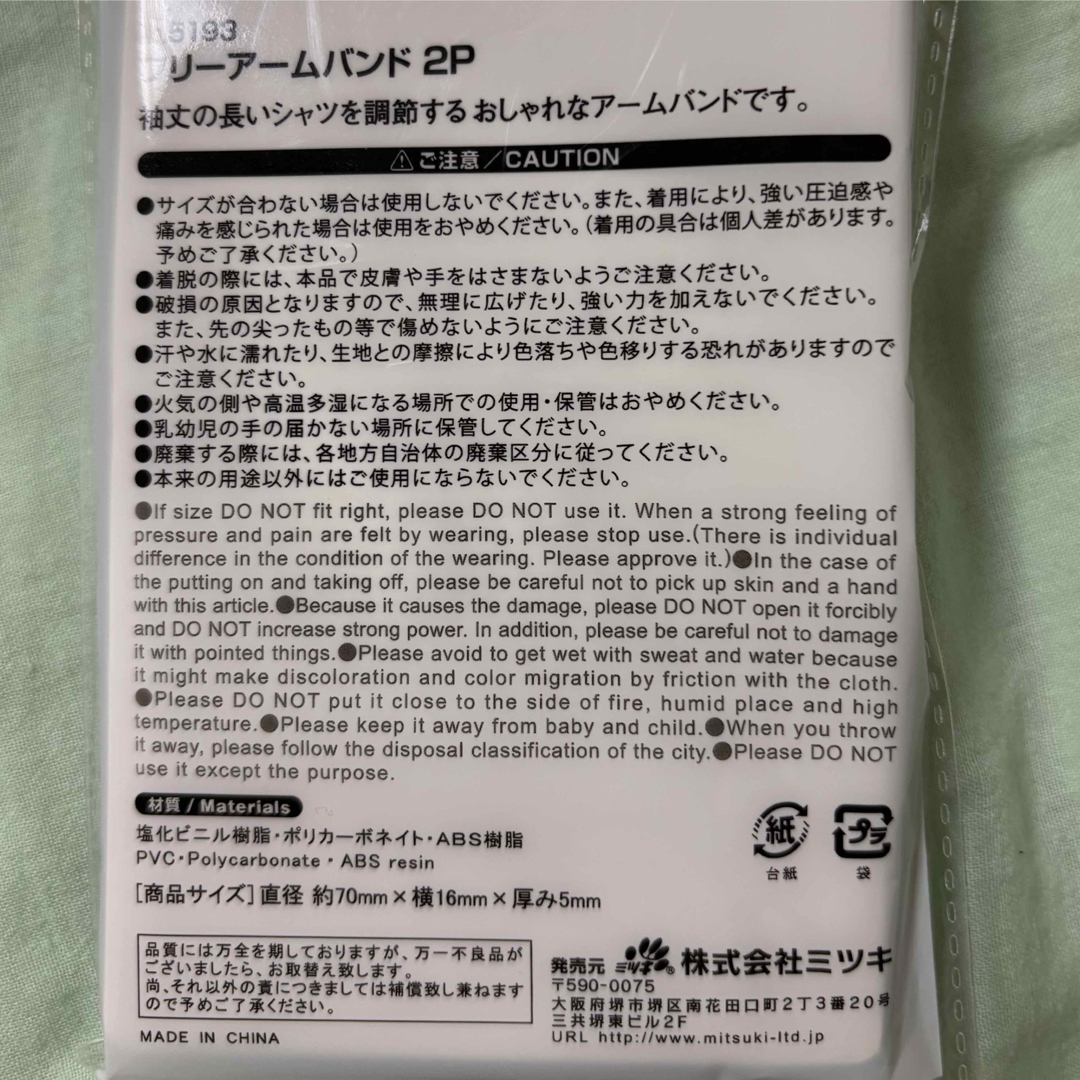 5193
リーアームバンド 2P
袖丈の長いシャツを調節する おしゃれなアームバンドです。
⚠ご注意／CAUTION
●サイズが合わない場合は使用しないでください。また、着用により、強い圧迫感や
痛みを感じられた場合は使用をおやめください。(着用の具合は個人差があります。
予めご了承ください。)
●着脱の際には、本品で皮膚や手をはさまないようご注意ください。
●破損の原因となりますので、無理に広げたり、強い力を加えないでください。
また、先の尖ったもの等で傷めないようにご注意ください。
●汗や水に濡れたり、生地との摩擦により色落ちや色移りする恐れがありますので
ご注意ください。
●火気の側や高温多湿になる場所での使用・保管はおやめください。
●乳幼児の手の届かない場所に保管してください。
●廃棄する際には、各地方自治体の廃棄区分に従ってください。
●本来の用途以外にはご使用にならないでください。
●If size DO NOT fit right, please DO NOT use it. When a strong feeling of
pressure and pain are felt by wearing, please stop use.(There is individual
difference in the condition of the wearing. Please approve it.)●In the case of
the putting on and taking off, please be careful not to pick up skin and a hand
with this article.●Because it causes the damage, please DO NOT open it forcibly
and DO NOT increase strong power. In addition, please be careful not to damage
it with pointed things.●Please avoid to get wet with sweat and water because
it might make discoloration and color migration by friction with the cloth.
●Please DO NOT put it close to the side of fire, humid place and high
temperature.●Please keep it away from baby and child.●When you throw
it away, please follow the disposal classification of the city.●Please DO NOT
use it except the purpose.
材質 / Materials
塩化ビニル樹脂・ポリカーボネイト・ABS樹脂
PVC・Polycarbonate・ABS resin
[商品サイズ] 直径 約70mm×横16mm×厚み5mm
紙
台紙
プラ
袋
品質には万全を期しておりますが、万一不良品が
ございましたら、お取替え致します。
尚、それ以外の責につきましては補償致し兼ねます
ので予めご了承ください。
MADE IN CHINA
発売元 ミツキ® 株式会社ミツキ
〒590-0075
大阪府堺市堺区南花田口町2丁3番20号
三共堺東ビル2F
URL http://www.mitsuki-ltd.jp